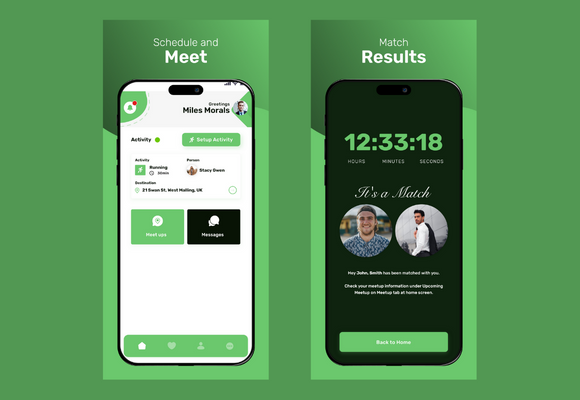 Schedule and
Meet
Greetings
Miles Morals
Activity
Setup Activity
Activity
Running
30min
Person
Stacy Gwen
Destination
21 Swan St, West Malling, UK
Meet ups
Messages
Match
Results
12:33:18
HOURS MINUTES SECONDS
It's a Match
Hey John, Smith has been matched with you.
Check your meetup information under Upcoming
Meetup on Meetup tab at home screen.
Back to Home